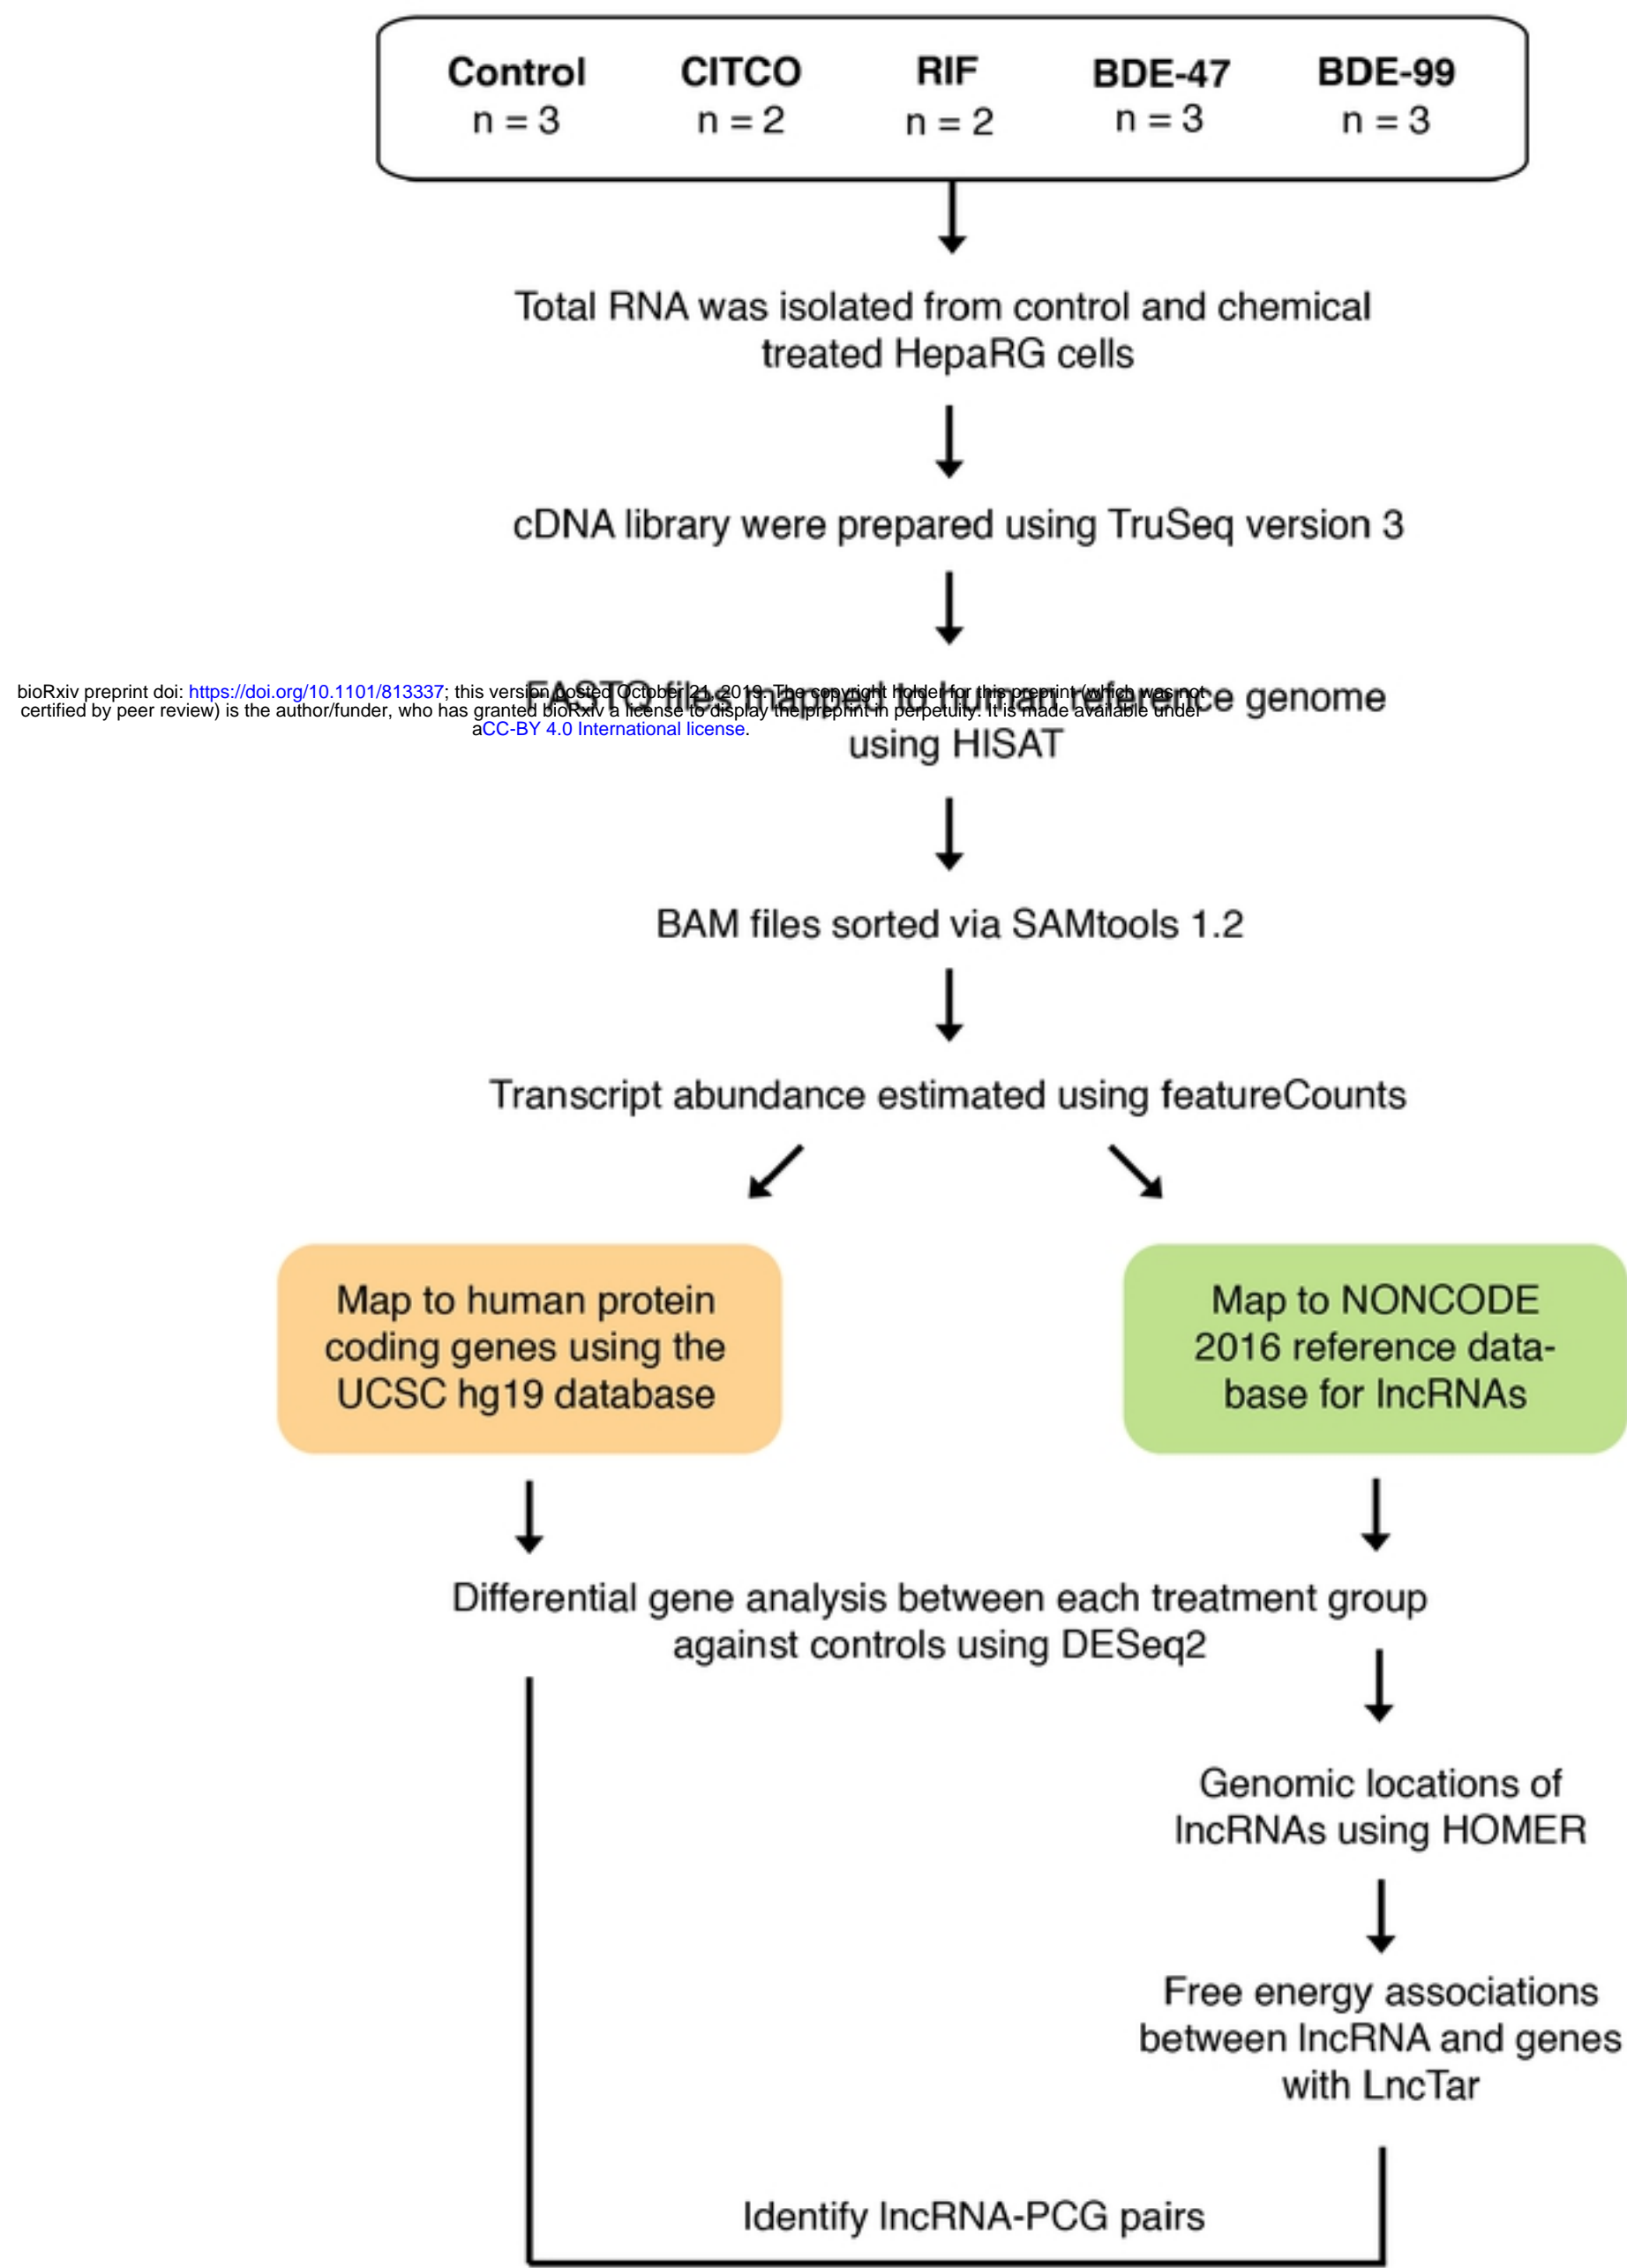 Control CITCO RIF BDE-47 BDE-99
n = 3 n = 2 n = 2 n = 3 n = 3
Total RNA was isolated from control and chemical
treated HepaRG cells
cDNA library were prepared using TruSeq version 3
FASTQ files mapped to human reference genome
using HISAT
bioRxiv preprint doi: https://doi.org/10.1101/813337; this version posted October 21, 2019. The copyright holder for this preprint (which was not
certified by peer review) is the author/funder, who has granted bioRxiv a license to display the preprint in perpetuity. It is made available under
aCC-BY 4.0 International license.
BAM files sorted via SAMtools 1.2
Transcript abundance estimated using featureCounts
Map to human protein
coding genes using the
UCSC hg19 database
Map to NONCODE
2016 reference data-
base for lncRNAs
Differential gene analysis between each treatment group
against controls using DESeq2
Genomic locations of
lncRNAs using HOMER
Free energy associations
between lncRNA and genes
with LncTar
Identify lncRNA-PCG pairs